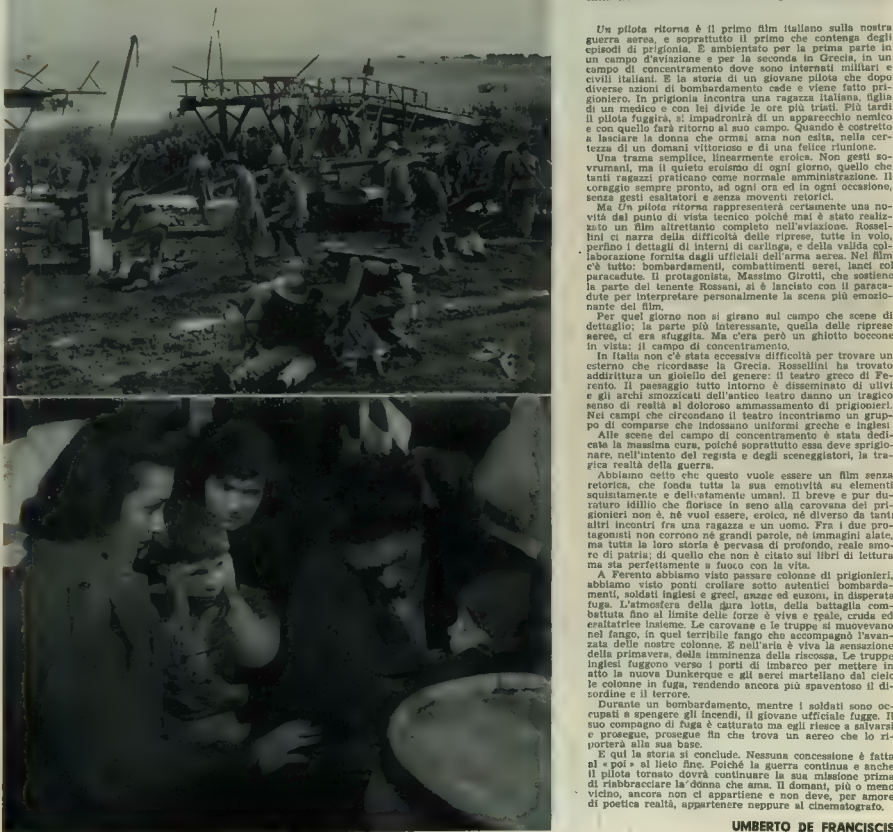 Un pilota ritorna è il primo film italiano sulla nostra
guerra aerea, e soprattutto il primo che contenga degli
episodi di prigionia. È ambientato per la prima parte in
un campo d'aviazione e per la seconda in Grecia, in un
campo di concentramento dove sono internati militari e
civili italiani. E la storia di un giovane pilota che dopo
diverse azioni di bombardamento cade e viene fatto pri-
gioniero. In prigionia incontra una ragazza italiana, figlia
di un medico e con lei divide le ore più tristi. Più tardi
il pilota fuggirà, si impadronirà di un apparecchio nemico
e con quello farà ritorno al suo campo. Quando è costretto
a lasciare la donna che ormai ama non esita, nella cer-
tezza di un domani vittorioso e di una felice riunione.
Una trama semplice, linearmente eroica. Non gesti so-
vrumani, ma il quieto eroismo di ogni giorno, quello che
tanti ragazzi praticano come normale amministrazione. Il
coraggio sempre pronto, ad ogni ora ed in ogni occasione,
senza gesti esaltatori e senza moventi retorici.
Ma Un pilota ritorna rappresenterà certamente una no-
vità dal punto di vista tecnico poichè mai è stato realiz-
zato un film altrettanto completo nell'aviazione. Rossel-
lini ci narra della difficoltà delle riprese, tutte in volo,
perfino i dettagli di interni di carlinga, e della valida col-
laborazione fornita dagli ufficiali dell'arma aerea. Nel film
c'è tutto: bombardamenti, combattimenti aerei, lanci col
paracadute. Il protagonista, Massimo Girotti, che sostiene
la parte del tenente Rossani, si è lanciato con il paraca-
dute per interpretare personalmente la scena più emozio-
nante del film.
Per quel giorno non si girano sul campo che scene di
dettaglio; la parte più interessante, quella delle riprese
aeree, ci era sfuggita. Ma c'era però un ghiotto boccone
in vista: il campo di concentramento.
In Italia non c'è stata eccessiva difficoltà per trovare un
esterno che ricordasse la Grecia. Rossellini ha trovato
addirittura un gioiello del genere: il teatro greco di Fe-
rento. Il paesaggio tutto intorno è disseminato di ulivi
e gli archi smozzicati dell'antico teatro danno un tragico
senso di realtà al doloroso ammassamento di prigionieri.
Nei campi che circondano il teatro incontriamo un grup-
po di comparse che indossano uniformi greche e inglesi
Alle scene del campo di concentramento è stata dedi-
cata la massima cura, poichè soprattutto essa deve sprigio-
nare, nell'intento del regista e degli sceneggiatori, la tra-
gica realtà della guerra.
Abbiamo detto che questo vuole essere un film senza
retorica, che fonda tutta la sua emotività su elementi
squisitamente e delicatamente umani. Il breve e pur du-
raturo idillio che fiorisce in seno alla carovana dei pri-
gionieri non è, né vuol essere, eroico, né diverso da tanti
altri incontri fra una ragazza e un uomo. Fra i due pro-
tagonisti non corrono né grandi parole, né immagini alate,
ma tutta la loro storia è pervasa di profondo, reale amo-
re di patria; di quello che non è citato sui libri di lettura
ma sta perfettamente a fuoco con la vita.
A Ferento abbiamo visto passare colonne di prigionieri,
abbiamo visto ponti crollare sotto autentici bombarda-
menti, soldati inglesi e greci, anzac ed euzoni, in disperata
fuga. L'atmosfera della dura lotta, della battaglia com-
battuta fino al limite delle forze è viva e reale, cruda ed
esaltatrice insieme. Le carovane e le truppe si muovevano
nel fango, in quel terribile fango che accompagnò l'avan-
zata delle nostre colonne. E nell'aria è viva la sensazione
della primavera, della imminenza della riscossa. Le truppe
inglesi fuggono verso i porti di imbarco per mettere in
atto la nuova Dunkerque e gli aerei martellano dal cielo
le colonne in fuga, rendendo ancora più spaventoso il di-
sordine e il terrore.
Durante un bombardamento, mentre i soldati sono oc-
cupati a spengere gli incendi, il giovane ufficiale fugge. Il
suo compagno di fuga è catturato ma egli riesce a salvarsi
e prosegue, prosegue fin che trova un aereo che lo ri-
porterà alla sua base.
E qui la storia si conclude. Nessuna concessione è fatta
al « poi » al lieto fine. Poichè la guerra continua e anche
il pilota tornato dovrà continuare la sua missione prima
di riabbracciare la donna che ama. Il domani, più o meno
vicino, ancora non ci appartiene e non deve, per amore
di poetica realtà, appartenere neppure al cinematografo.
UMBERTO DE FRANCISCIS